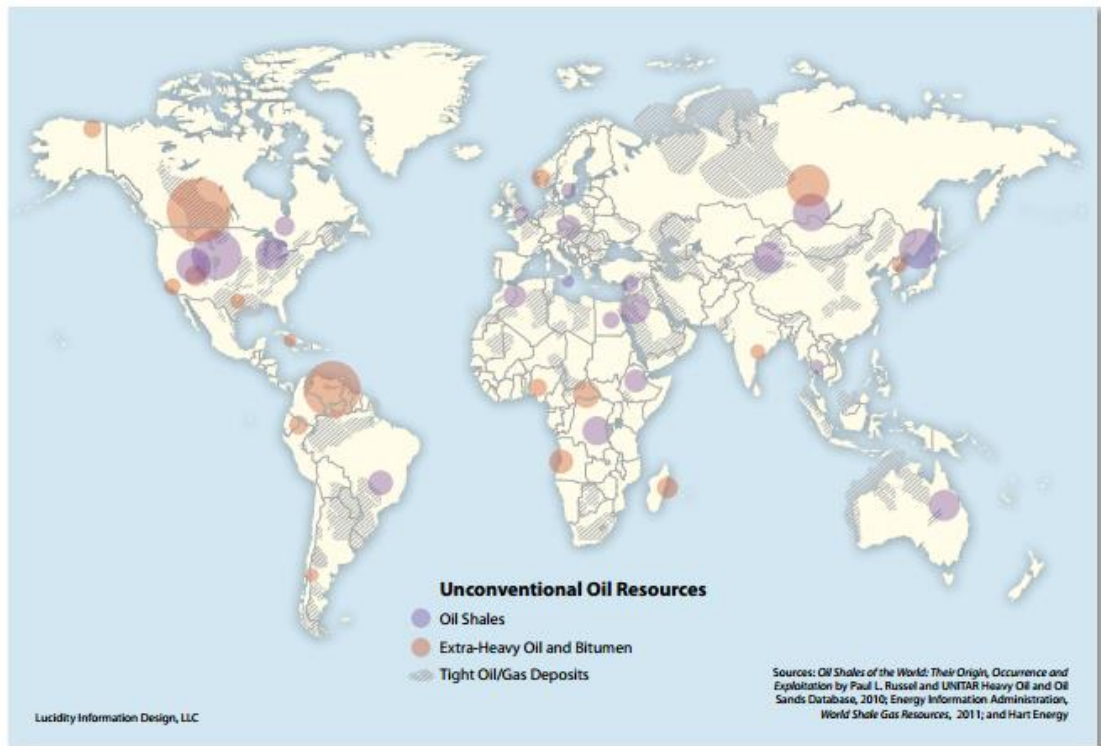 Unconventional Oil Resources
Oil Shales
Extra-Heavy Oil and Bitumen
Tight Oil/Gas Deposits
Sources: Oil Shales of the World: Their Origin, Occurrence and
Exploitation by Paul L. Russel and UNITAR Heavy Oil and Oil
Sands Database, 2010; Energy Information Administration,
World Shale Gas Resources, 2011; and Hart Energy
Lucidity Information Design, LLC